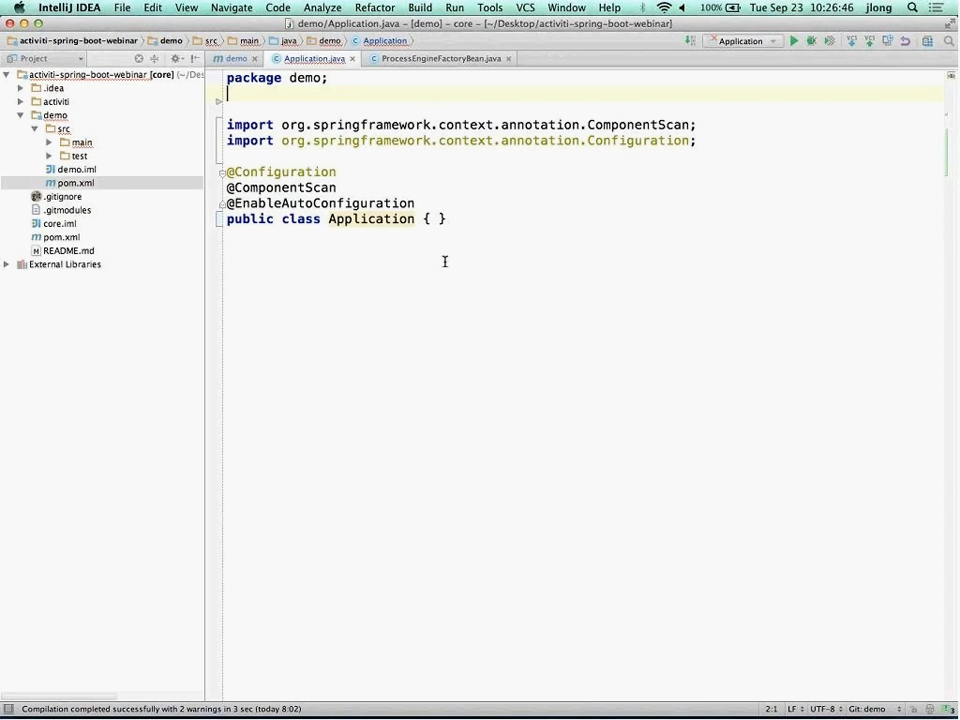 IntelliJ IDEA File Edit View Navigate Code Analyze Refactor Build Run Tools VCS Window Help 100% Tue Sep 23 10:26:46 jlong
demo/Application.java - [demo] - core - [~/Desktop/activiti-spring-boot-webinar]
activiti-spring-boot-webinar demo src main java demo Application Application
Project demo Application.java ProcessEngineFactoryBean.java
activiti-spring-boot-webinar [core] (~/Des
.idea
activiti
demo
src
main
test
demo.iml
pom.xml
.gitignore
.gitmodules
core.iml
pom.xml
README.md
External Libraries
package demo;
import org.springframework.context.annotation.ComponentScan;
import org.springframework.context.annotation.Configuration;
@Configuration
@ComponentScan
@EnableAutoConfiguration
public class Application { }
Compilation completed successfully with 2 warnings in 3 sec (today 8:02) 2:1 LF UTF-8 Git: demo